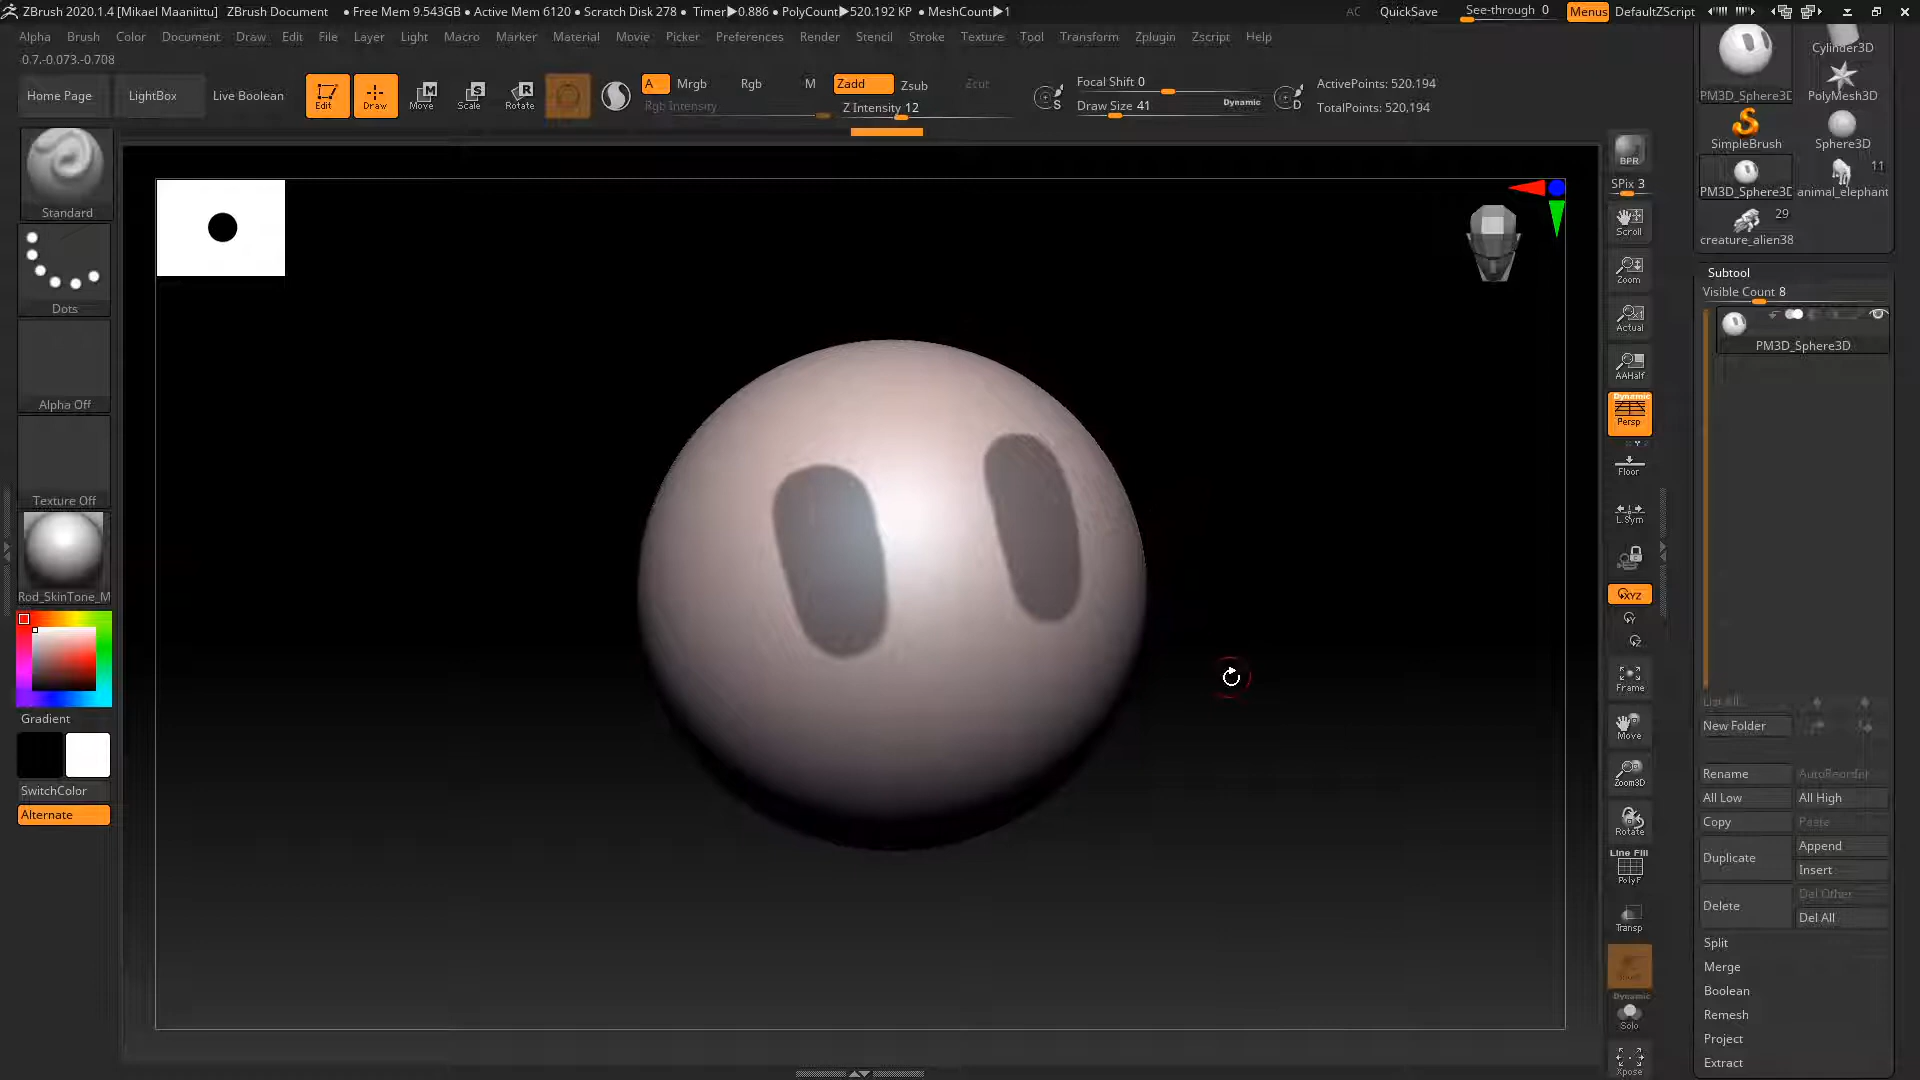 ZBrush 2020.1.4 [Mikael Maaniittu] ZBrush Document • Free Mem 9.543GB • Active Mem 6120 • Scratch Disk 278 • Timer▶0.886 • PolyCount▶520.192 KP • MeshCount▶1 AC QuickSave See-through 0 Menus DefaultZScript
Alpha Brush Color Document Draw Edit File Layer Light Macro Marker Material Movie Picker Preferences Render Stencil Stroke Texture Tool Transform Zplugin Zscript Help
0.7,-0.073,-0.708
Home Page LightBox Live Boolean Edit Draw Move Scale Rotate
A Mrgb Rgb M Zadd Zsub Zcut
Rgb Intensity Z Intensity 12
Focal Shift 0
Draw Size 41 Dynamic
S D
ActivePoints: 520,194
TotalPoints: 520,194
Standard
Dots
Alpha Off
Texture Off
Rod_SkinTone_M
Gradient
SwitchColor
Alternate
BPR
SPix 3
Scroll
Zoom
Actual
AAHalf
Dynamic
Persp
Floor
L.Sym
XYZ
Y
Z
Frame
Move
Zoom3D
Rotate
Line Fill
PolyF
Transp
Dynamic
Solo
Xpose
Cylinder3D
PM3D_Sphere3D PolyMesh3D
SimpleBrush Sphere3D
11
PM3D_Sphere3D animal_elephant
29
creature_alien38
Subtool
Visible Count 8
PM3D_Sphere3D
List All
New Folder
Rename AutoReorder
All Low All High
Copy Paste
Duplicate Append
Insert
Delete Del Other
Del All
Split
Merge
Boolean
Remesh
Project
Extract